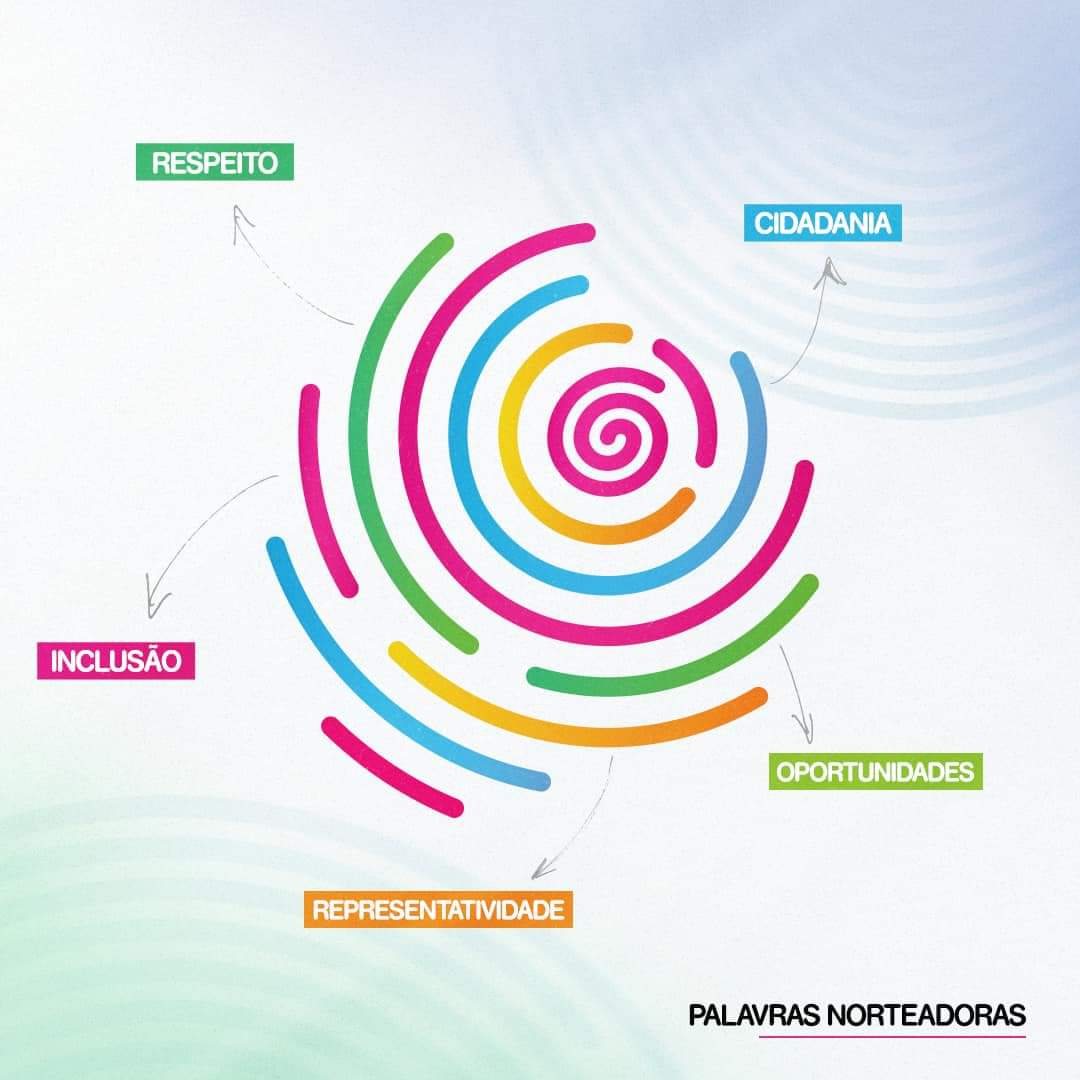 RESPEITO
CIDADANIA
INCLUSÃO
OPORTUNIDADES
REPRESENTATIVIDADE
PALAVRAS NORTEADORAS